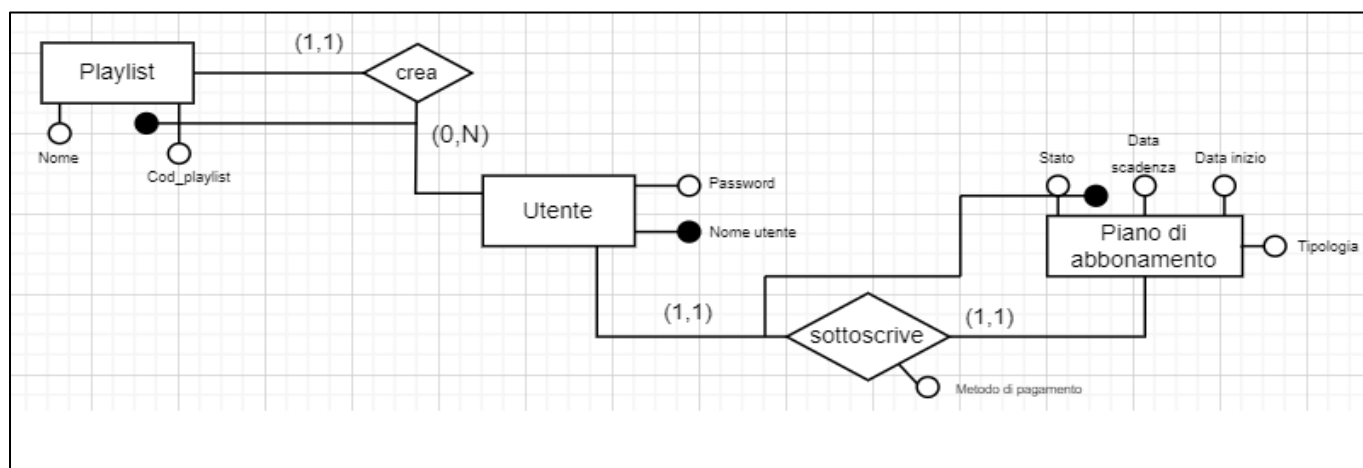 (1,1)
Playlist
crea
(0,N)
Nome
Cod_playlist
Data
Stato
scadenza
Data inizio
Password
Utente
Nome utente
Piano di
abbonamento
Tipologia
(1,1)
sottoscrive
(1,1)
Metodo di pagamento